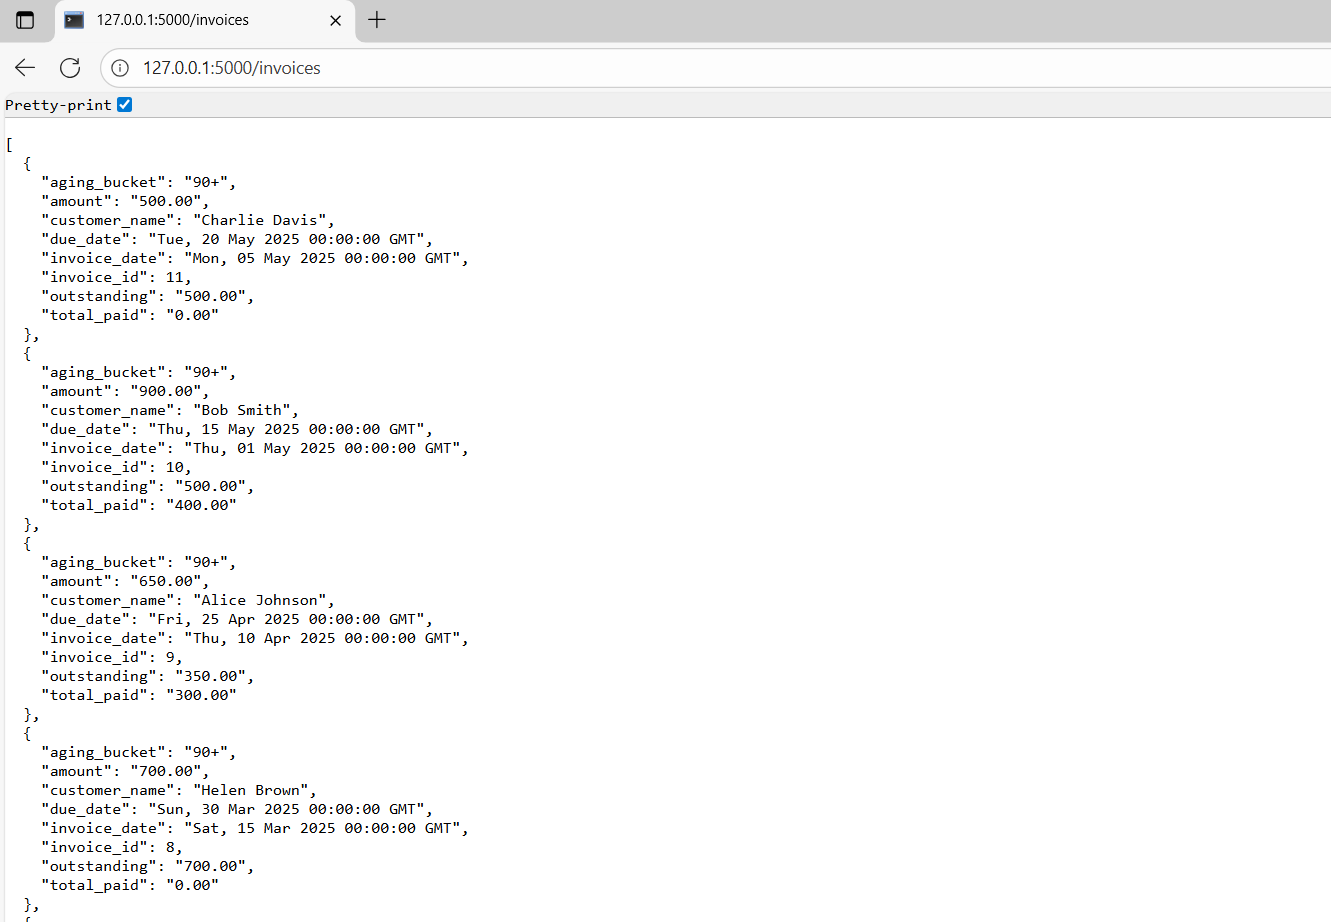 127.0.0.1:5000/invoices
127.0.0.1:5000/invoices
Pretty-print
[
  {
    "aging_bucket": "90+",
    "amount": "500.00",
    "customer_name": "Charlie Davis",
    "due_date": "Tue, 20 May 2025 00:00:00 GMT",
    "invoice_date": "Mon, 05 May 2025 00:00:00 GMT",
    "invoice_id": 11,
    "outstanding": "500.00",
    "total_paid": "0.00"
  },
  {
    "aging_bucket": "90+",
    "amount": "900.00",
    "customer_name": "Bob Smith",
    "due_date": "Thu, 15 May 2025 00:00:00 GMT",
    "invoice_date": "Thu, 01 May 2025 00:00:00 GMT",
    "invoice_id": 10,
    "outstanding": "500.00",
    "total_paid": "400.00"
  },
  {
    "aging_bucket": "90+",
    "amount": "650.00",
    "customer_name": "Alice Johnson",
    "due_date": "Fri, 25 Apr 2025 00:00:00 GMT",
    "invoice_date": "Thu, 10 Apr 2025 00:00:00 GMT",
    "invoice_id": 9,
    "outstanding": "350.00",
    "total_paid": "300.00"
  },
  {
    "aging_bucket": "90+",
    "amount": "700.00",
    "customer_name": "Helen Brown",
    "due_date": "Sun, 30 Mar 2025 00:00:00 GMT",
    "invoice_date": "Sat, 15 Mar 2025 00:00:00 GMT",
    "invoice_id": 8,
    "outstanding": "700.00",
    "total_paid": "0.00"
  },
  {